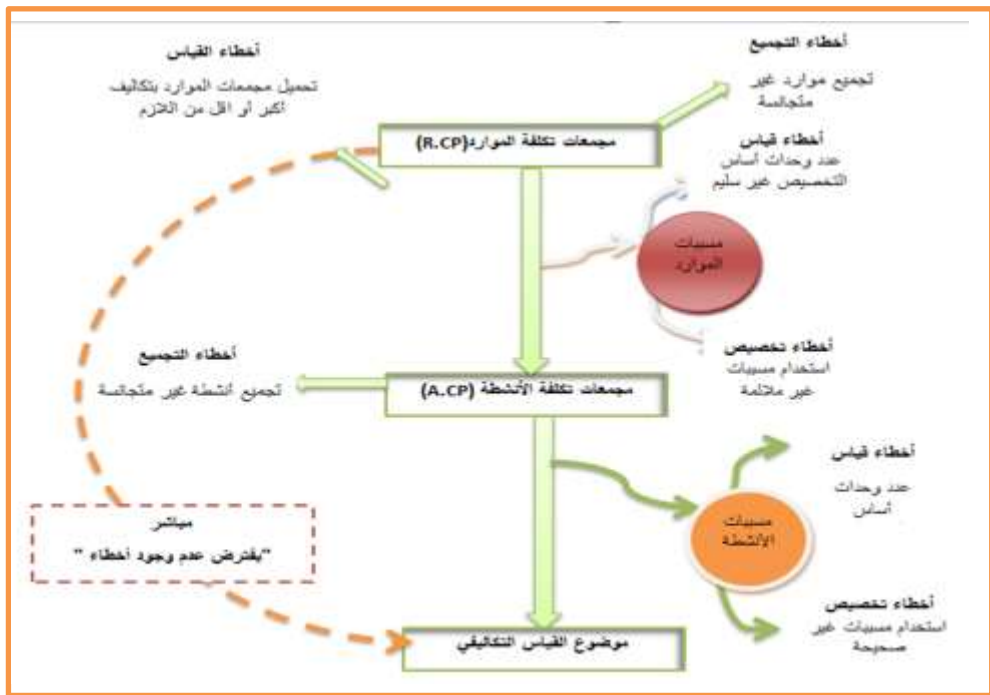 أخطاء التجميع
تجميع موارد غير
متجانسة
أخطاء القياس
تحميل مجمعات الموارد بتكاليف
أكبر أو اقل من اللازم
مجمعات تكلفة الموارد(R.CP)
أخطاء قياس
عدد وحدات أساس
التخصيص غير سليم
مسببات
الموارد
أخطاء تخصيص
استخدام مسببات
غير ملائمة
أخطاء التجميع
تجميع أنشطة غير متجانسة
مجمعات تكلفة الأنشطة (A.CP)
أخطاء قياس
عدد وحدات
أساس
مسببات
الأنشطة
مباشر
"يفترض عدم وجود أخطاء "
أخطاء تخصيص
استخدام مسببات غير
صحيحة
موضوع القياس التكاليفي